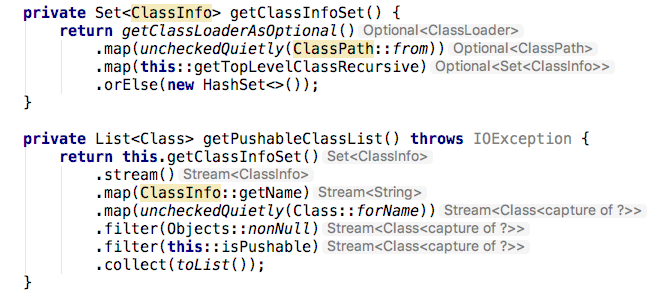 private Set<ClassInfo> getClassInfoSet() {
    return getClassLoaderAsOptional() Optional<ClassLoader>
        .map(uncheckedQuietly(ClassPath::from)) Optional<ClassPath>
        .map(this::getTopLevelClassRecursive) Optional<Set<ClassInfo>>
        .orElse(new HashSet<>());
}

private List<Class> getPushableClassList() throws IOException {
    return this.getClassInfoSet() Set<ClassInfo>
        .stream() Stream<ClassInfo>
        .map(ClassInfo::getName) Stream<String>
        .map(uncheckedQuietly(Class::forName)) Stream<Class<capture of ?>>
        .filter(Objects::nonNull) Stream<Class<capture of ?>>
        .filter(this::isPushable) Stream<Class<capture of ?>>
        .collect(toList());
}